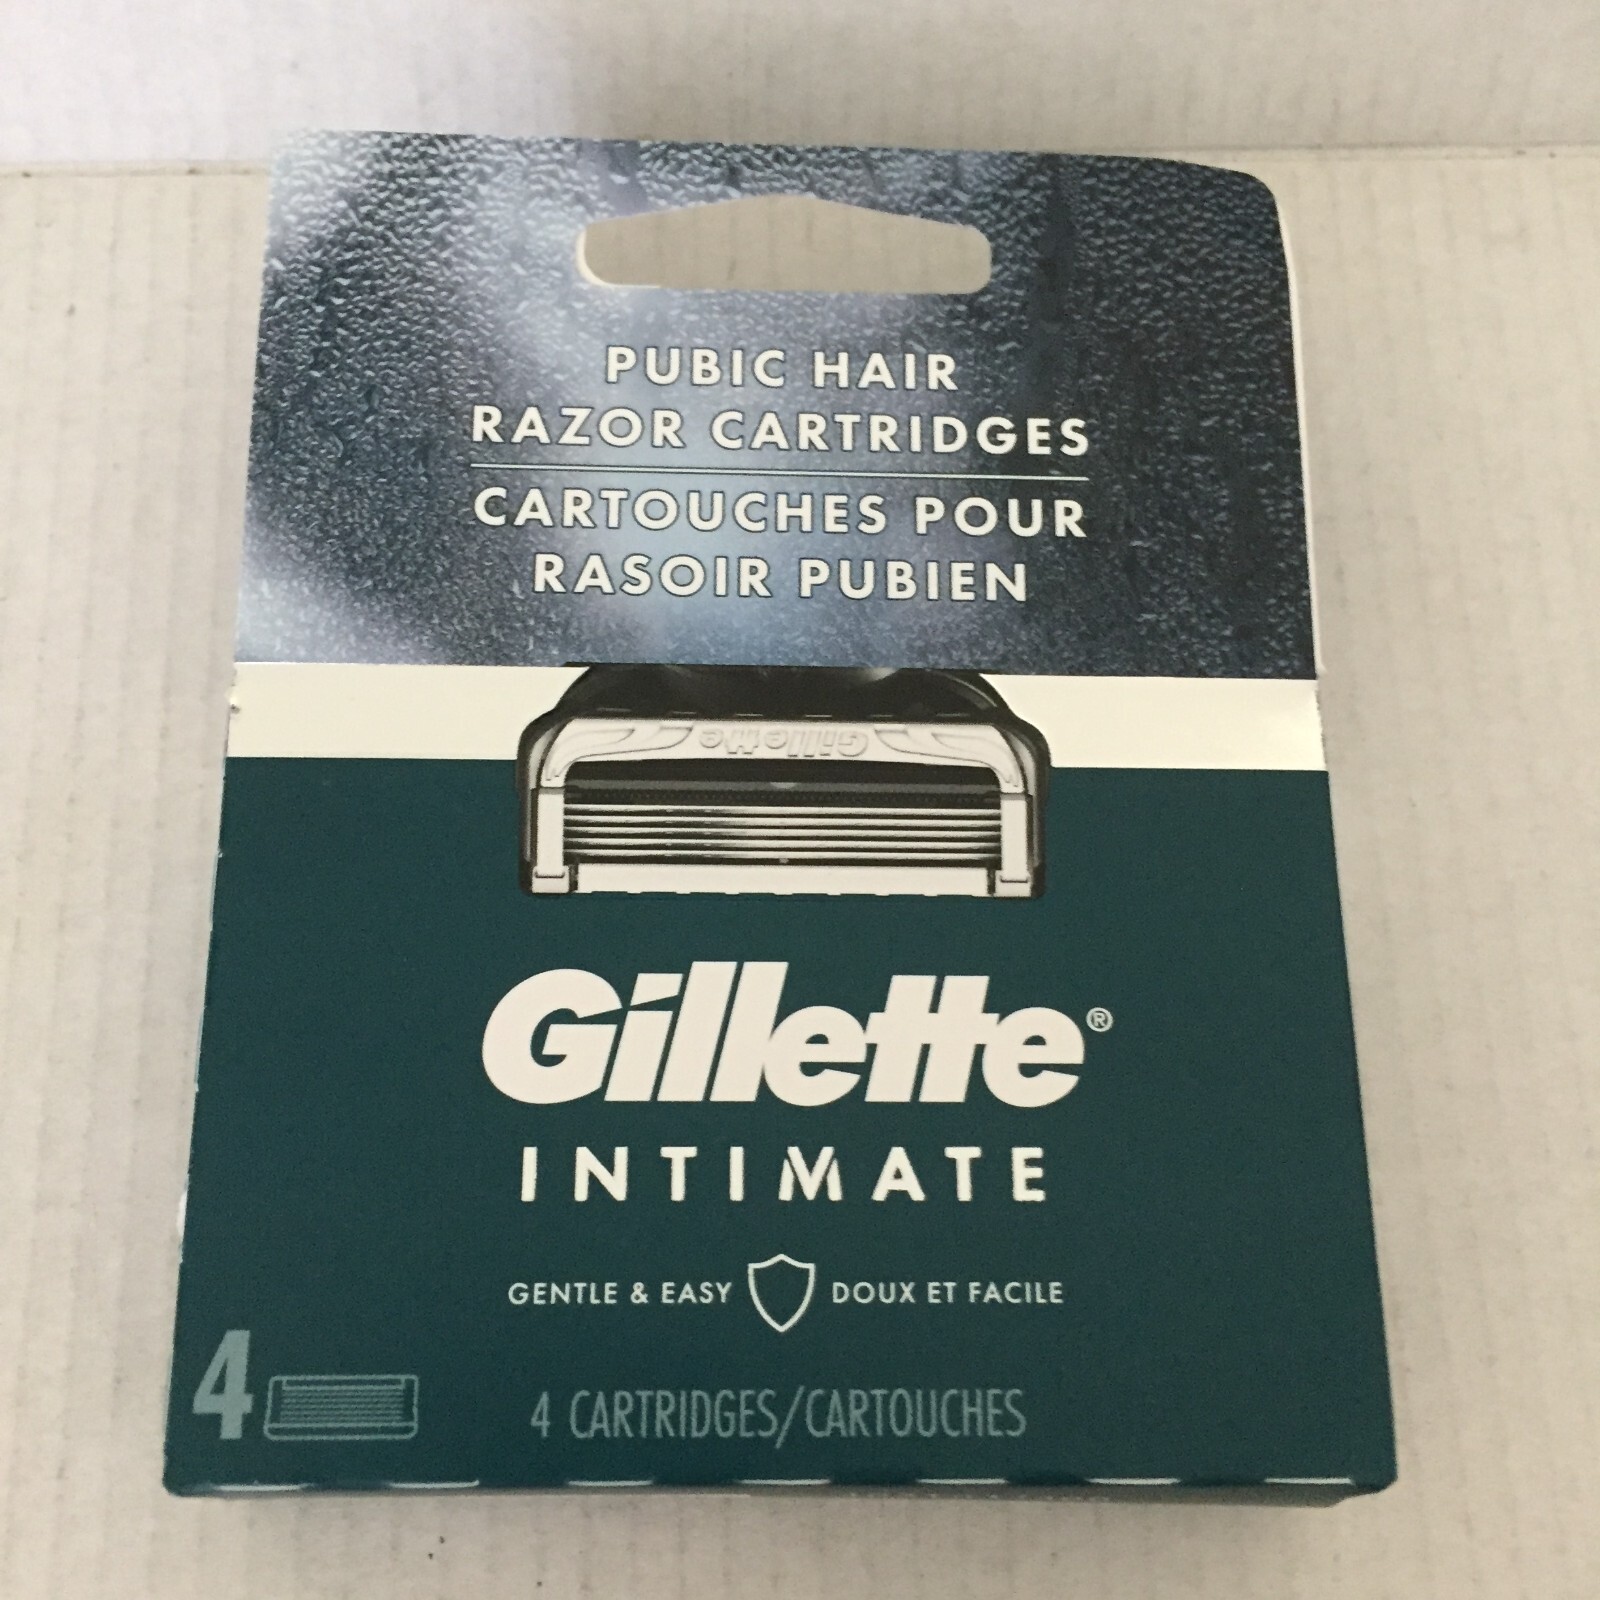 PUBIC HAIR
RAZOR CARTRIDGES
CARTOUCHES POUR
RASOIR PUBIEN
Gillette
Gillette®
INTIMATE
GENTLE & EASY DOUX ET FACILE
4 4 CARTRIDGES/CARTOUCHES